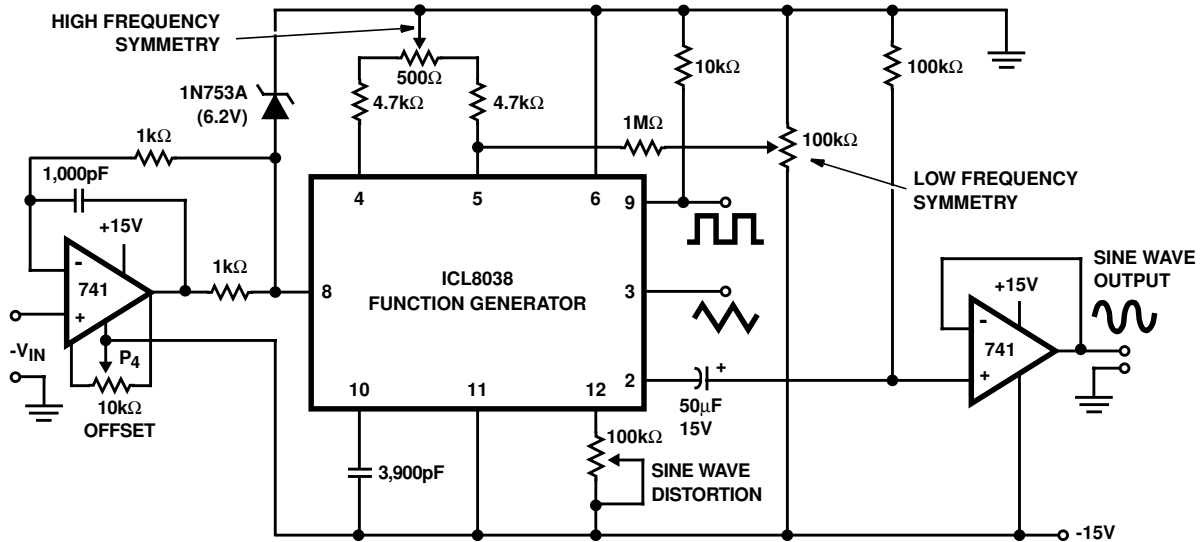 HIGH FREQUENCY
SYMMETRY
500Ω
10kΩ
100kΩ
1N753A
(6.2V)
4.7kΩ
4.7kΩ
1kΩ
1MΩ
100kΩ
1,000pF
LOW FREQUENCY
SYMMETRY
4
5
6
9
+15V
-
741
+
1kΩ
8
ICL8038
FUNCTION GENERATOR
3
SINE WAVE
OUTPUT
+15V
-
741
+
-VIN
P4
10kΩ
OFFSET
10
11
12
2
+
50μF
15V
100kΩ
3,900pF
SINE WAVE
DISTORTION
-15V